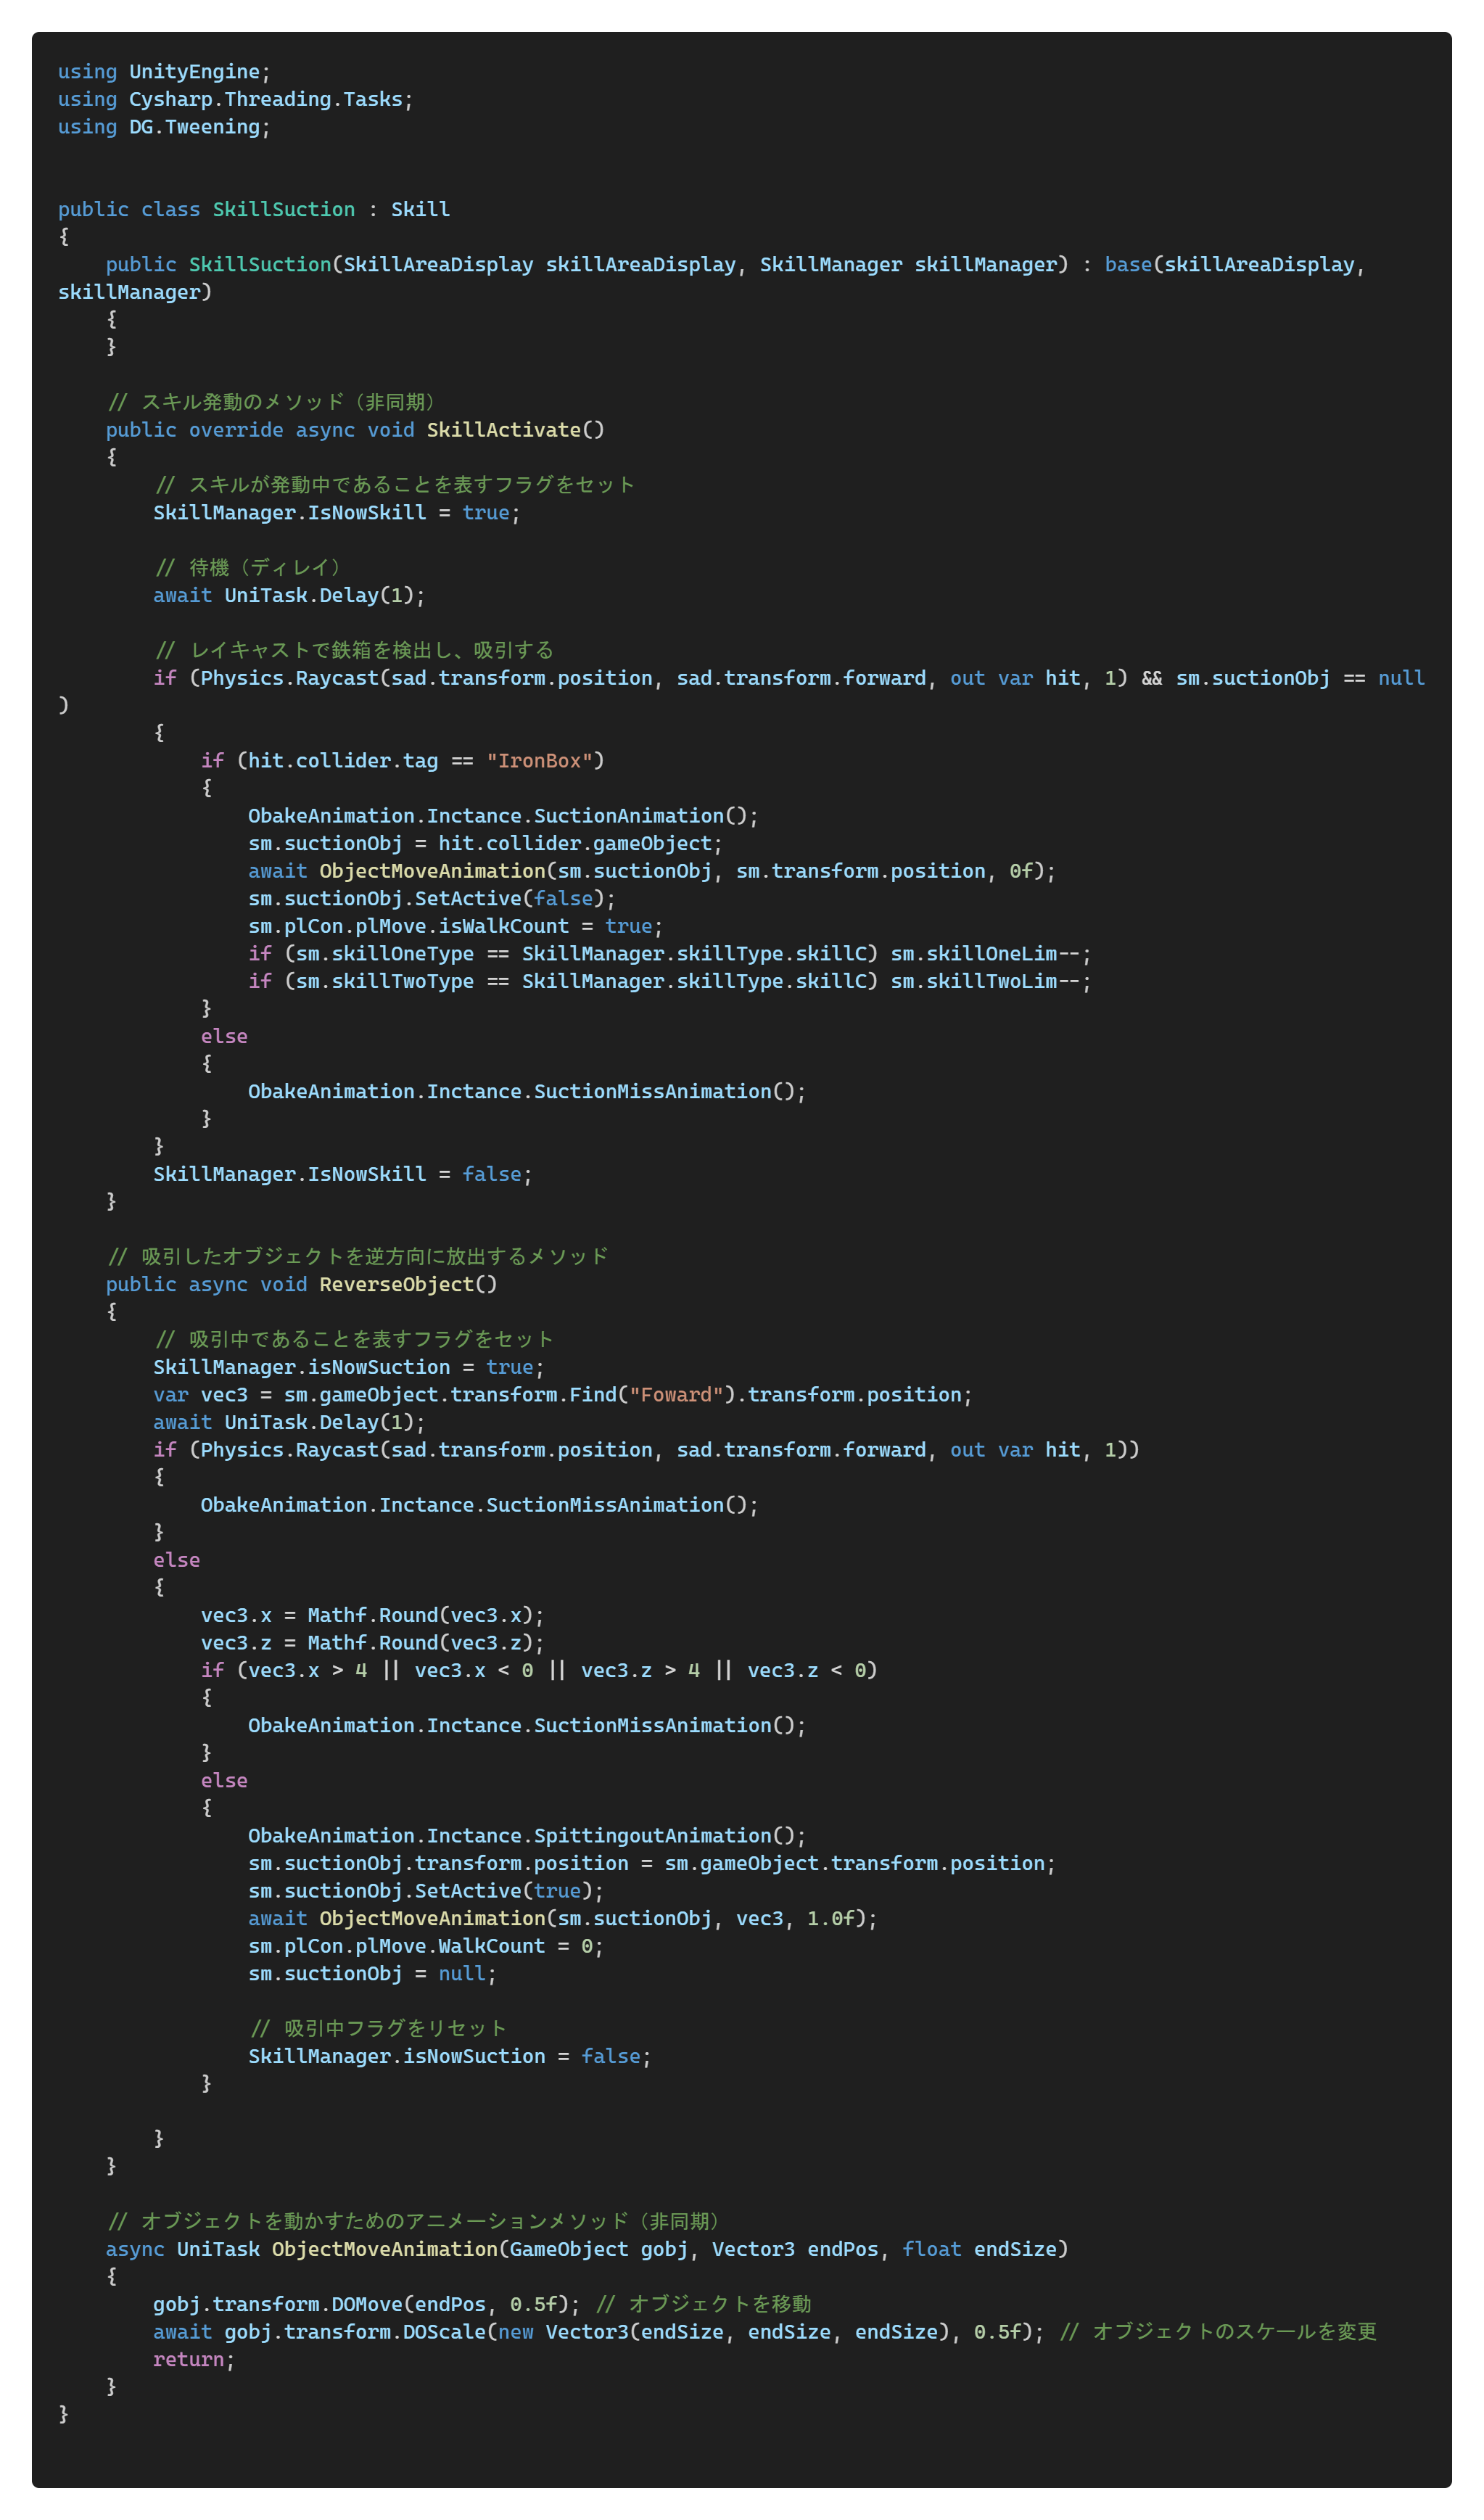 using UnityEngine;
using Cysharp.Threading.Tasks;
using DG.Tweening;
public class SkillSuction : Skill
{
    public SkillSuction(SkillAreaDisplay skillAreaDisplay, SkillManager skillManager) : base(skillAreaDisplay,
skillManager)
    {
    }
    // スキル発動のメソッド（非同期）
    public override async void SkillActivate()
    {
        // スキルが発動中であることを表すフラグをセット
        SkillManager.IsNowSkill = true;
        // 待機（ディレイ）
        await UniTask.Delay(1);
        // レイキャストで鉄箱を検出し、吸引する
        if (Physics.Raycast(sad.transform.position, sad.transform.forward, out var hit, 1) && sm.suctionObj == null
)
        {
            if (hit.collider.tag == "IronBox")
            {
                ObakeAnimation.Inctance.SuctionAnimation();
                sm.suctionObj = hit.collider.gameObject;
                await ObjectMoveAnimation(sm.suctionObj, sm.transform.position, 0f);
                sm.suctionObj.SetActive(false);
                sm.plCon.plMove.isWalkCount = true;
                if (sm.skillOneType == SkillManager.skillType.skillC) sm.skillOneLim--;
                if (sm.skillTwoType == SkillManager.skillType.skillC) sm.skillTwoLim--;
            }
            else
            {
                ObakeAnimation.Inctance.SuctionMissAnimation();
            }
        }
        SkillManager.IsNowSkill = false;
    }
    // 吸引したオブジェクトを逆方向に放出するメソッド
    public async void ReverseObject()
    {
        // 吸引中であることを表すフラグをセット
        SkillManager.isNowSuction = true;
        var vec3 = sm.gameObject.transform.Find("Foward").transform.position;
        await UniTask.Delay(1);
        if (Physics.Raycast(sad.transform.position, sad.transform.forward, out var hit, 1))
        {
            ObakeAnimation.Inctance.SuctionMissAnimation();
        }
        else
        {
            vec3.x = Mathf.Round(vec3.x);
            vec3.z = Mathf.Round(vec3.z);
            if (vec3.x > 4 || vec3.x < 0 || vec3.z > 4 || vec3.z < 0)
            {
                ObakeAnimation.Inctance.SuctionMissAnimation();
            }
            else
            {
                ObakeAnimation.Inctance.SpittingoutAnimation();
                sm.suctionObj.transform.position = sm.gameObject.transform.position;
                sm.suctionObj.SetActive(true);
                await ObjectMoveAnimation(sm.suctionObj, vec3, 1.0f);
                sm.plCon.plMove.WalkCount = 0;
                sm.suctionObj = null;
                // 吸引中フラグをリセット
                SkillManager.isNowSuction = false;
            }
        }
    }
    // オブジェクトを動かすためのアニメーションメソッド（非同期）
    async UniTask ObjectMoveAnimation(GameObject gobj, Vector3 endPos, float endSize)
    {
        gobj.transform.DOMove(endPos, 0.5f); // オブジェクトを移動
        await gobj.transform.DOScale(new Vector3(endSize, endSize, endSize), 0.5f); // オブジェクトのスケールを変更
        return;
    }
}